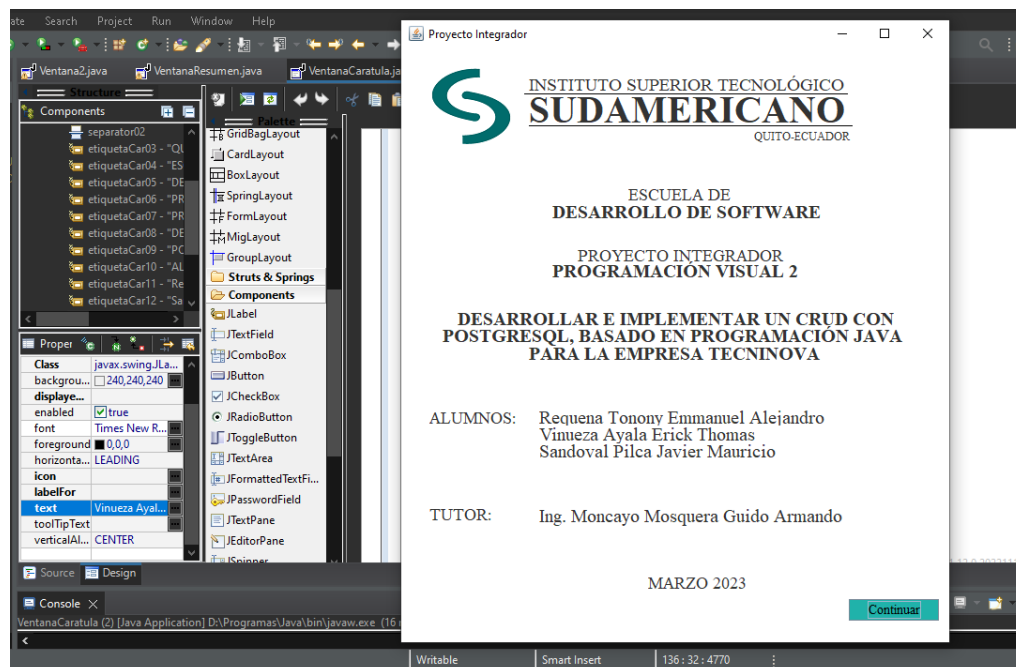 ate Search Project Run Window Help
Ventana2.java VentanaResumen.java VentanaCaratula.ja
Structure
Components
separator02
etiquetaCar03 - "QU
etiquetaCar04 - "ES
etiquetaCar05 - "DE
etiquetaCar06 - "PR
etiquetaCar07 - "PR
etiquetaCar08 - "DE
etiquetaCar09 - "PC
etiquetaCar10 - "AL
etiquetaCar11 - "Re
etiquetaCar12 - "Sa
Proper
Class javax.swing.JLa...
backgrou... 240,240,240
displaye...
enabled true
font Times New R...
foreground 0,0,0
horizonta... LEADING
icon
labelFor
text Vinueza Ayal...
toolTipText
verticalAl... CENTER
Palette
GridBagLayout
CardLayout
BoxLayout
SpringLayout
FormLayout
MigLayout
GroupLayout
Struts & Springs
Components
JLabel
JTextField
JComboBox
JButton
JCheckBox
JRadioButton
JToggleButton
JTextArea
JFormattedTextFi...
JPasswordField
JTextPane
JEditorPane
JSpinner
Source Design
Console
VentanaCaratula (2) [Java Application] D:\Programas\Java\bin\javaw.exe (16
Writable Smart Insert 136 : 32 : 4770
Proyecto Integrador
INSTITUTO SUPERIOR TECNOLÓGICO
SUDAMERICANO
QUITO-ECUADOR
ESCUELA DE
DESARROLLO DE SOFTWARE
PROYECTO INTEGRADOR
PROGRAMACIÓN VISUAL 2
DESARROLLAR E IMPLEMENTAR UN CRUD CON
POSTGRESQL, BASADO EN PROGRAMACIÓN JAVA
PARA LA EMPRESA TECNINOVA
ALUMNOS: Requena Tonony Emmanuel Alejandro
Vinueza Ayala Erick Thomas
Sandoval Pilca Javier Mauricio
TUTOR: Ing. Moncayo Mosquera Guido Armando
MARZO 2023
Continuar